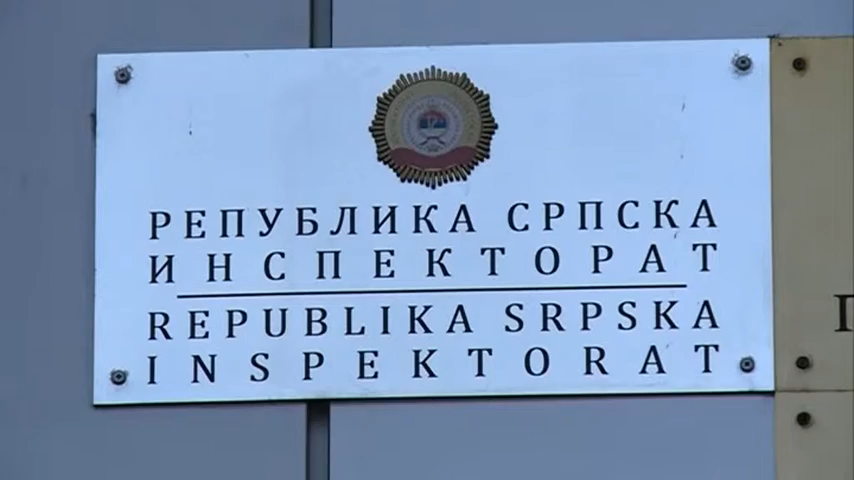 РЕПУБЛИКА СРПСКА
ИНСПЕКТОРАТ
REPUBLIKA SRPSKA
INSPEKTORAT